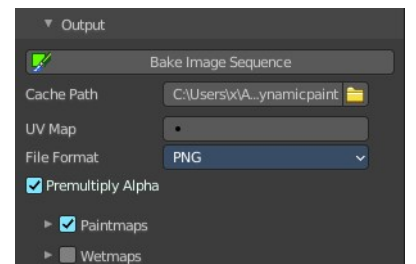 Output
Bake Image Sequence
Cache Path C:\Users\x\A...ynamicpaint
UV Map
File Format PNG
Premultiply Alpha
Paintmaps
Wetmaps